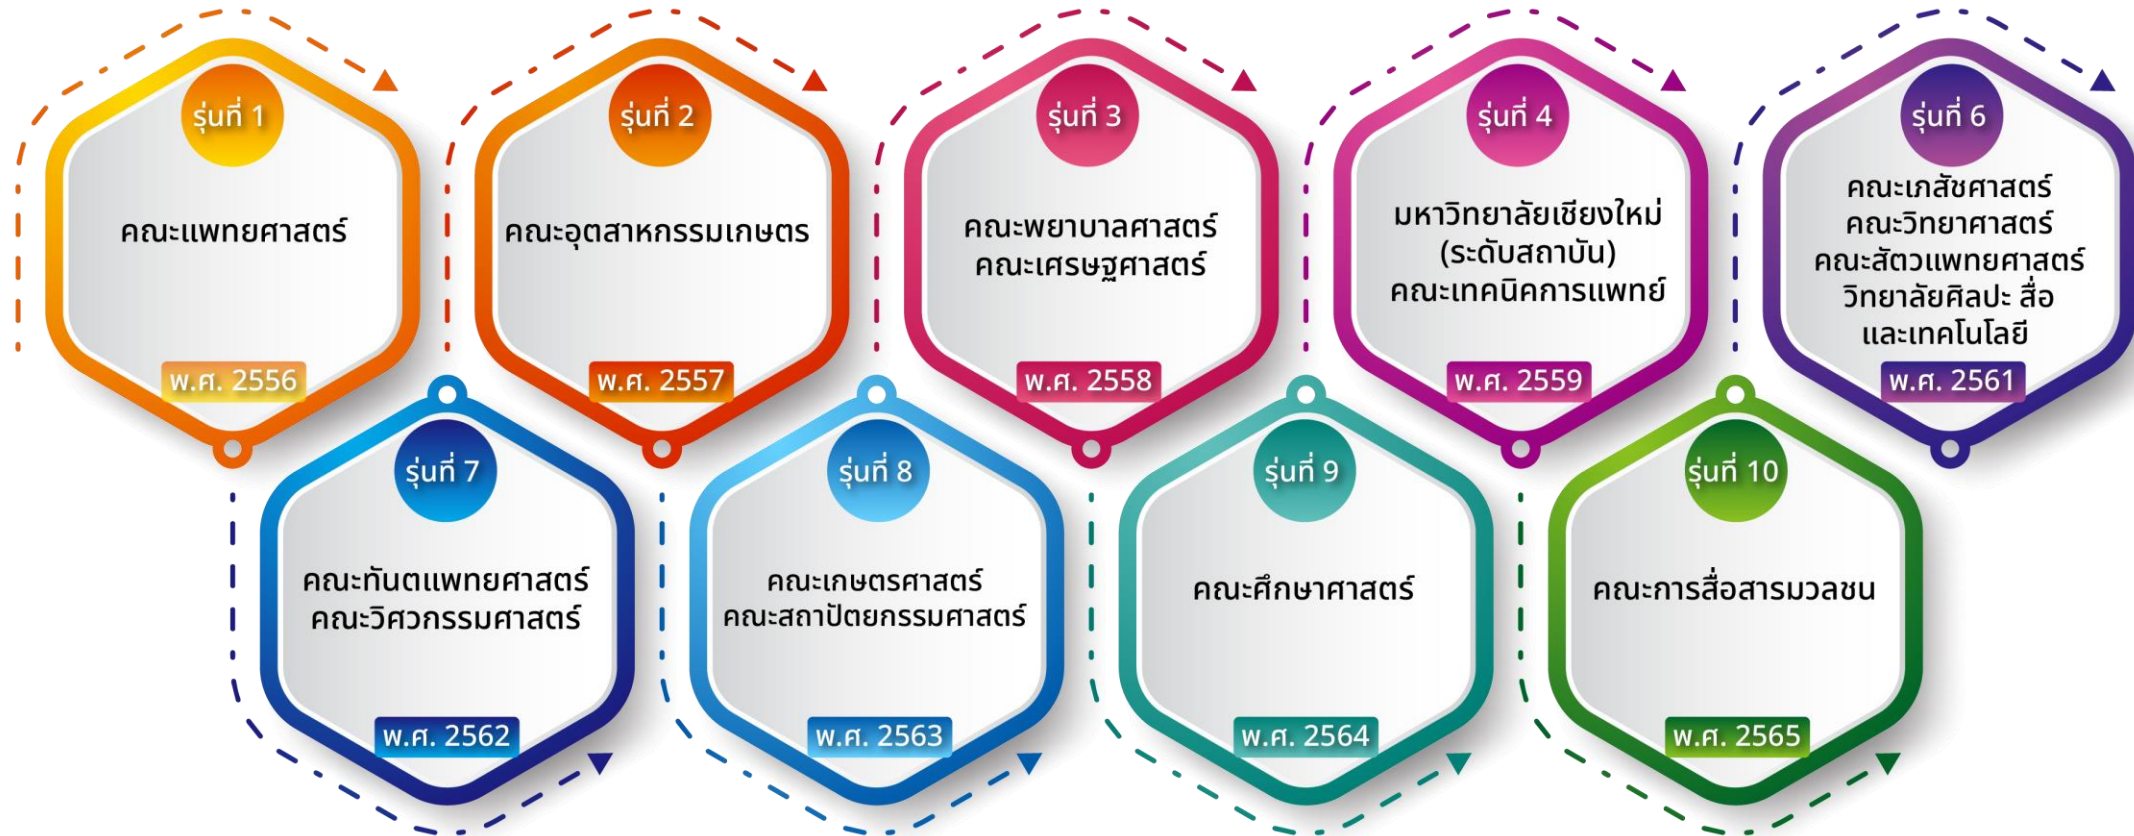 รุ่นที่ 1
คณะแพทยศาสตร์
พ.ศ. 2556
รุ่นที่ 2
คณะอุตสาหกรรมเกษตร
พ.ศ. 2557
รุ่นที่ 3
คณะพยาบาลศาสตร์
คณะเศรษฐศาสตร์
พ.ศ. 2558
รุ่นที่ 4
มหาวิทยาลัยเชียงใหม่
(ระดับสถาบัน)
คณะเทคนิคการแพทย์
พ.ศ. 2559
รุ่นที่ 6
คณะเภสัชศาสตร์
คณะวิทยาศาสตร์
คณะสัตวแพทยศาสตร์
วิทยาลัยศิลปะ สื่อ
และเทคโนโลยี
พ.ศ. 2561
รุ่นที่ 7
คณะทันตแพทยศาสตร์
คณะวิศวกรรมศาสตร์
พ.ศ. 2562
รุ่นที่ 8
คณะเกษตรศาสตร์
คณะสถาปัตยกรรมศาสตร์
พ.ศ. 2563
รุ่นที่ 9
คณะศึกษาศาสตร์
พ.ศ. 2564
รุ่นที่ 10
คณะการสื่อสารมวลชน
พ.ศ. 2565